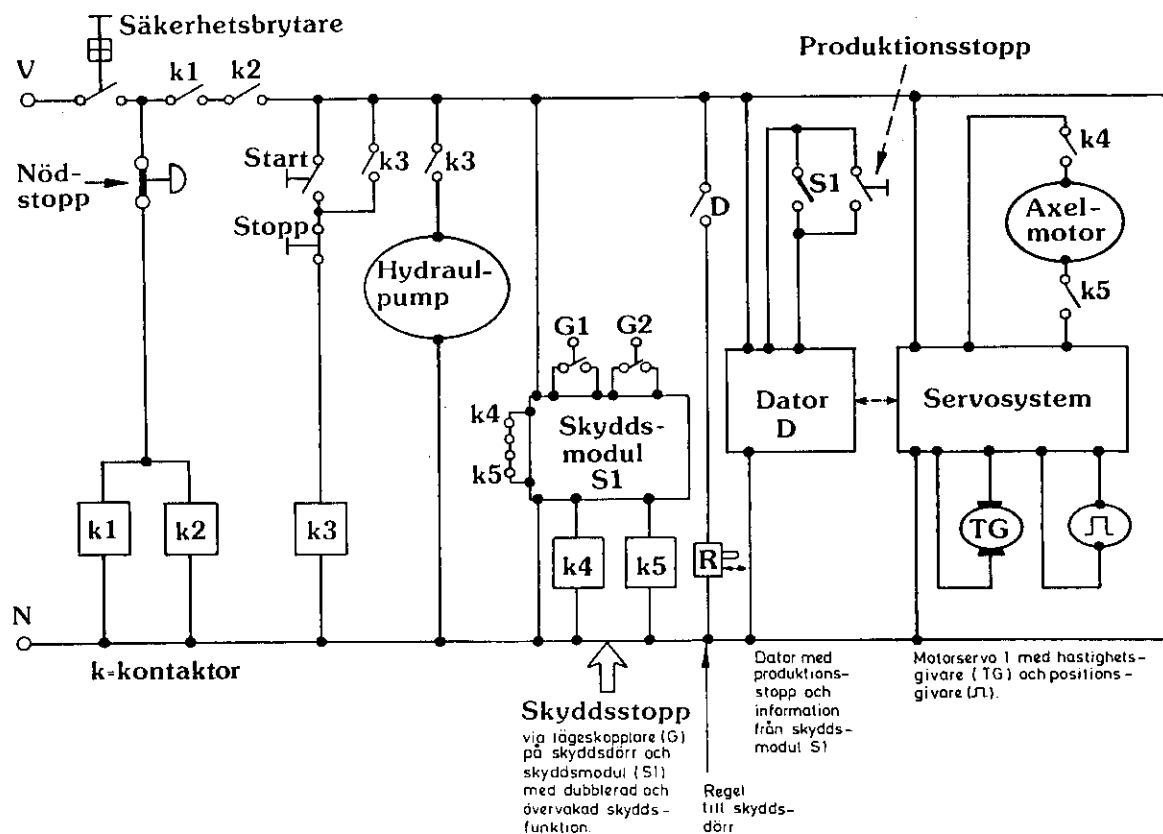 Säkerhetsbrytare
V
k1
k2
Produktionsstopp
Nöd-
stopp
Start
k3
k3
Stopp
D
S1
k4
Axel-
motor
k5
Hydraul-
pump
G1
G2
k4
k5
Skydds-
modul
S1
Dator
D
Servosystem
k1
k2
k3
k4
k5
R
TG
N
k=kontaktor
Skyddsstopp
via lägeskopplare (G)
på skyddsdörr och
skyddsmodul (S1)
med dubblerad och
övervakad skydds-
funktion.
Regel
till skydds-
dörr
Dator med
produktions-
stopp och
information
från skydds-
modul S1
Motorservo 1 med hastighets-
givare (TG) och positions-
givare (⎍).